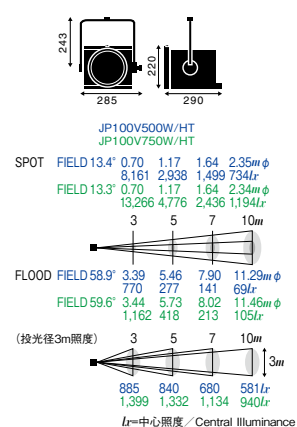 243
220
285
290
JP100V500W/HT
JP100V750W/HT
SPOT FIELD 13.4° 0.70 1.17 1.64 2.35mφ
8,161 2,938 1,499 734lx
FIELD 13.3° 0.70 1.17 1.64 2.34mφ
13,266 4,776 2,436 1,194lx
3 5 7 10m
FLOOD FIELD 58.9° 3.39 5.46 7.90 11.29mφ
770 277 141 69lx
FIELD 59.6° 3.44 5.73 8.02 11.46mφ
1,162 418 213 105lx
(投光径3m照度) 3 5 7 10m
3m
885 840 680 581lx
1,399 1,332 1,134 940lx
lx=中心照度/Central Illuminance